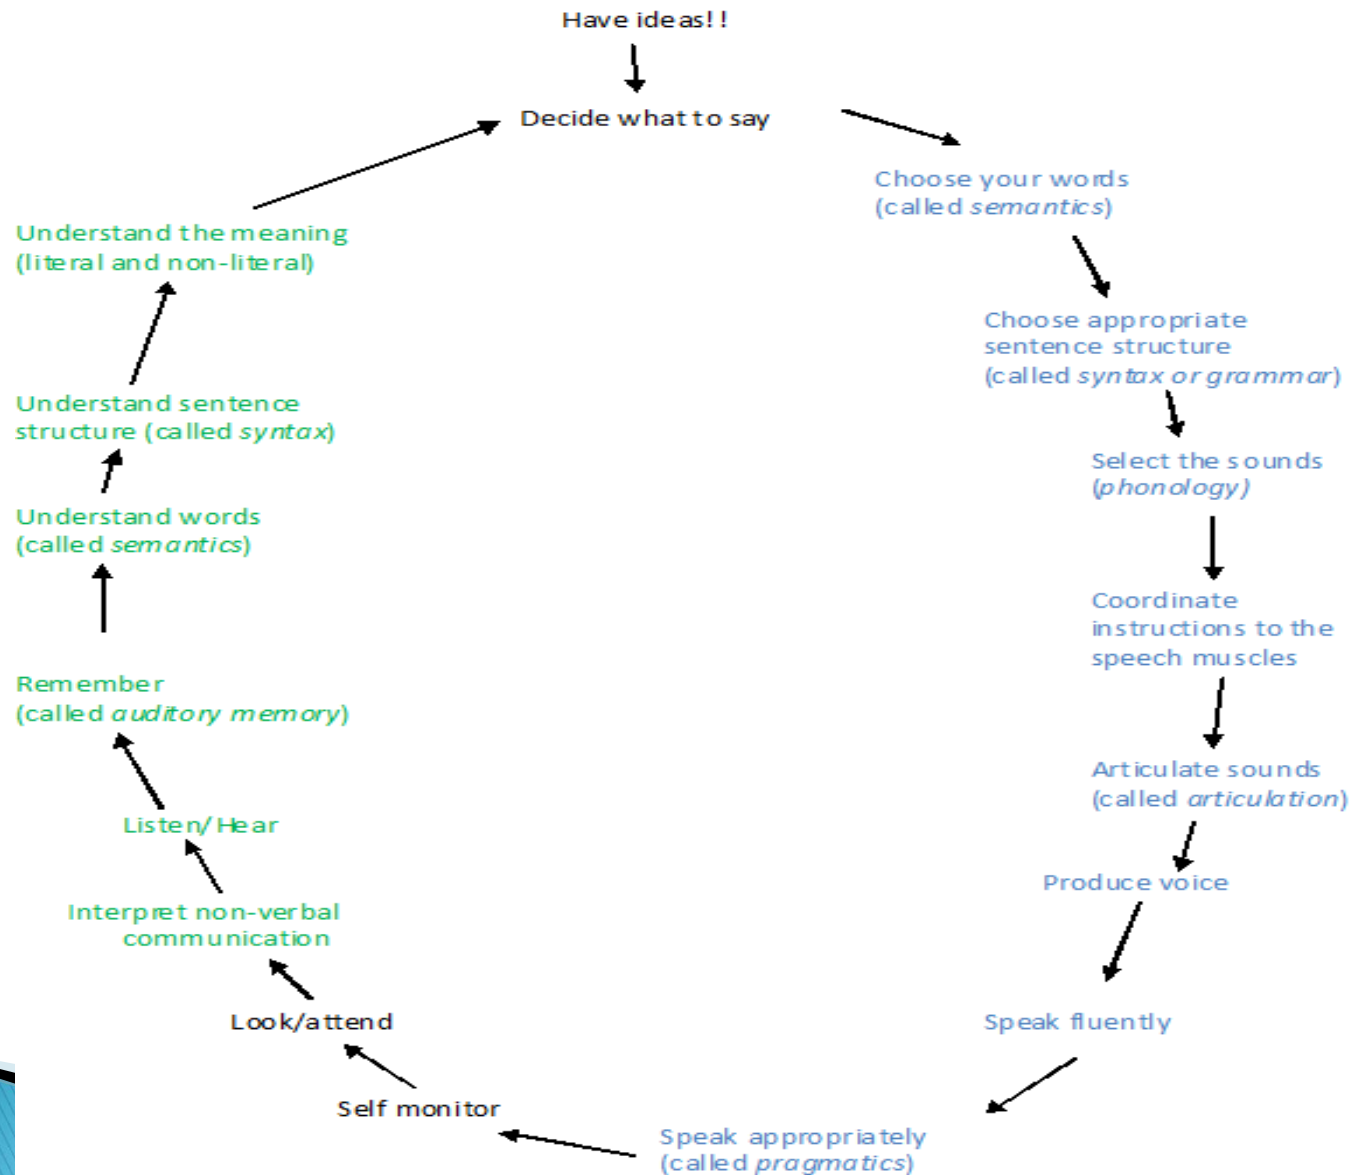 Have ideas!!
Decide what to say
Choose your words
(called semantics)
Choose appropriate
sentence structure
(called syntax or grammar)
Select the sounds
(phonology)
Coordinate
instructions to the
speech muscles
Articulate sounds
(called articulation)
Produce voice
Speak fluently
Speak appropriately
(called pragmatics)
Self monitor
Look/attend
Interpret non-verbal
communication
Listen/Hear
Remember
(called auditory memory)
Understand words
(called semantics)
Understand sentence
structure (called syntax)
Understand the meaning
(literal and non-literal)